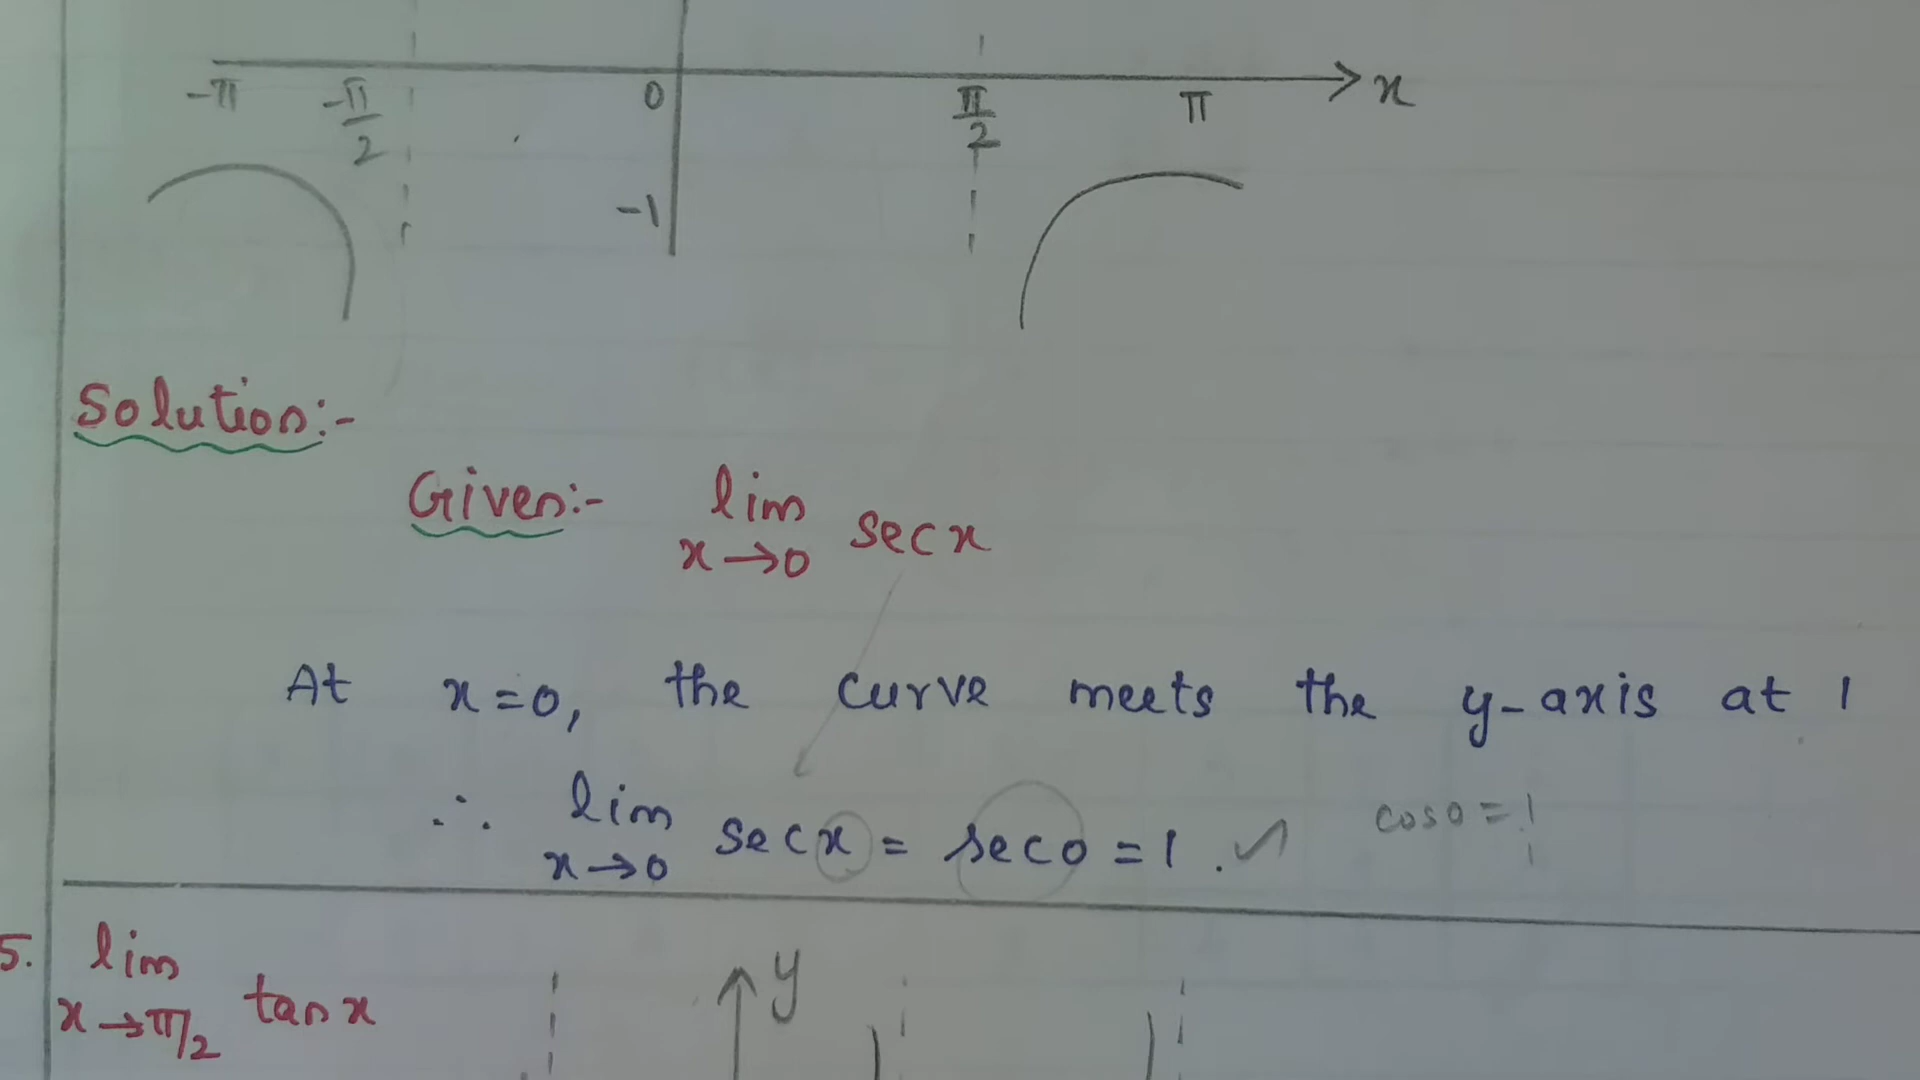 -π -π/2 0 π/2 π x
-1
Solution:-
Given:- lim x→0 sec x
At x=0, the curve meets the y-axis at 1
∴ lim x→0 sec x = sec 0 = 1. ✓ cos 0 = 1
1
5. lim x→π/2 tan x
y